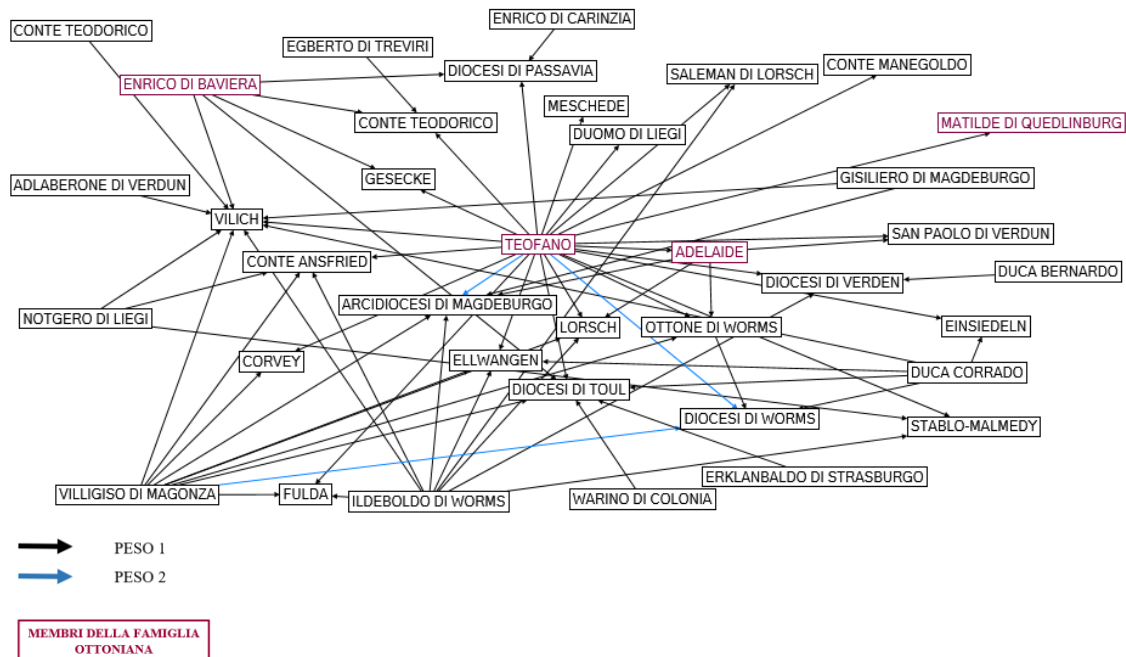 ENRICO DI CARINZIA
CONTE TEODORICO
EGBERTO DI TREVIRI
CONTE MANEGOLDO
DIOCESI DI PASSAVIA
SALEMAN DI LORSCH
ENRICO DI BAVIERA
MESCHEDE
CONTE TEODORICO
MATILDE DI QUEDLINBURG
DUOMO DI LIEGI
GESECKE
GISILIERO DI MAGDEBURGO
ADLABERONE DI VERDUN
VILICH
SAN PAOLO DI VERDUN
TEOFANO
ADELAIDE
CONTE ANSFRIED
DUCA BERNARDO
DIOCESI DI VERDEN
ARCIDIOCESI DI MAGDEBURGO
NOTGERO DI LIEGI
LORSCH
OTTONE DI WORMS
EINSIEDELN
CORVEY
ELLWANGEN
DUCA CORRADO
DIOCESI DI TOUL
DIOCESI DI WORMS
STABLO-MALMEDY
ERKLANBALDO DI STRASBURGO
VILLIGISO DI MAGONZA
FULDA
ILDEBOLDO DI WORMS
WARINO DI COLONIA
PESO 1
PESO 2
MEMBRI DELLA FAMIGLIA
OTTONIANA